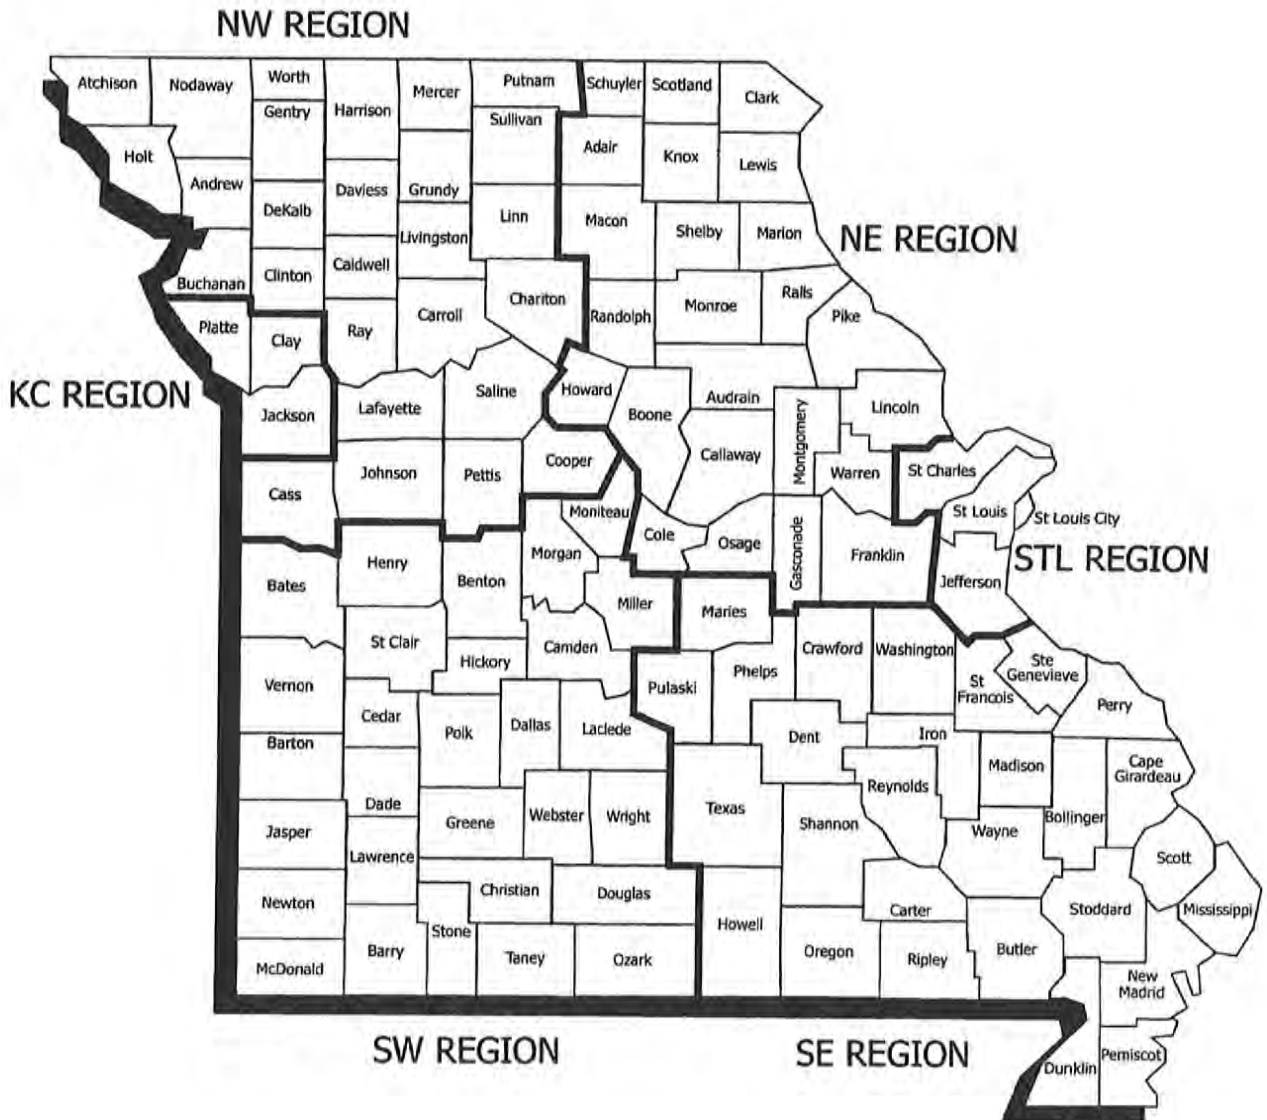 NW REGION
Atchison
Nodaway
Worth
Gentry
Harrison
Mercer
Putnam
Sullivan
Schuyler
Scotland
Clark
Holt
Andrew
DeKalb
Daviess
Grundy
Linn
Adair
Knox
Lewis
Macon
Shelby
Marion
NE REGION
Livingston
Buchanan
Clinton
Caldwell
Chariton
Randolph
Monroe
Ralls
Pike
Platte
Clay
Ray
Carroll
KC REGION
Jackson
Lafayette
Saline
Howard
Boone
Audrain
Lincoln
Montgomery
Callaway
Warren
St Charles
Cass
Johnson
Pettis
Cooper
Moniteau
Cole
Osage
Gasconade
Franklin
St Louis
St Louis City
STL REGION
Jefferson
Bates
Henry
Benton
Morgan
Miller
Maries
Crawford
Washington
St Clair
Hickory
Camden
Pulaski
Phelps
St
Francois
Ste
Genevieve
Perry
Vernon
Cedar
Polk
Dallas
Laclede
Dent
Iron
Madison
Cape
Girardeau
Barton
Dade
Reynolds
Bollinger
Jasper
Greene
Webster
Wright
Texas
Shannon
Wayne
Scott
Lawrence
Newton
Christian
Douglas
Howell
Carter
Stoddard
Mississippi
McDonald
Barry
Stone
Taney
Ozark
Oregon
Ripley
Butler
New
Madrid
SW REGION
SE REGION
Dunklin
Pemiscot